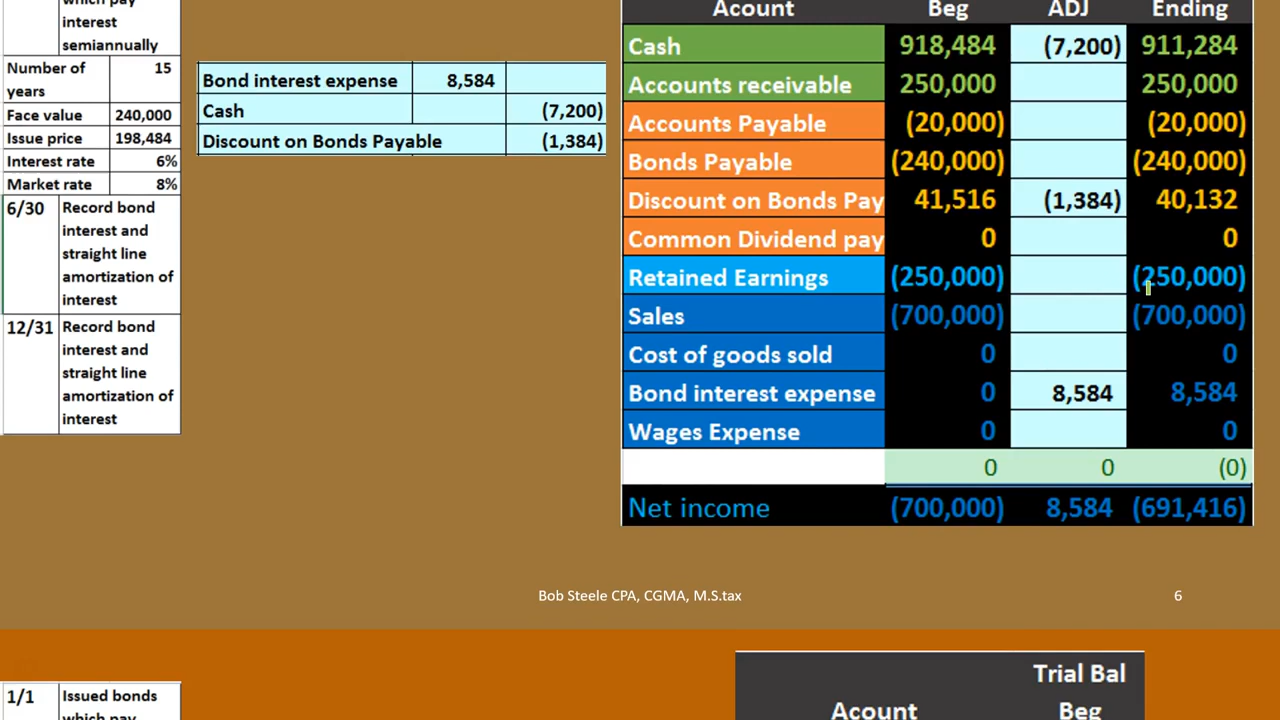 which pay
interest
semiannually
Number of years 15
Face value 240,000
Issue price 198,484
Interest rate 6%
Market rate 8%
6/30 Record bond
interest and
straight line
amortization of
interest
12/31 Record bond
interest and
straight line
amortization of
interest
Bond interest expense 8,584
Cash (7,200)
Discount on Bonds Payable (1,384)
Acount Beg ADJ Ending
Cash 918,484 (7,200) 911,284
Accounts receivable 250,000 250,000
Accounts Payable (20,000) (20,000)
Bonds Payable (240,000) (240,000)
Discount on Bonds Pay 41,516 (1,384) 40,132
Common Dividend pay 0 0
Retained Earnings (250,000) (250,000)
Sales (700,000) (700,000)
Cost of goods sold 0 0
Bond interest expense 0 8,584 8,584
Wages Expense 0 0
0 0 (0)
Net income (700,000) 8,584 (691,416)
Bob Steele CPA, CGMA, M.S.tax 6
1/1 Issued bonds
which pay
Trial Bal
Acount Beg